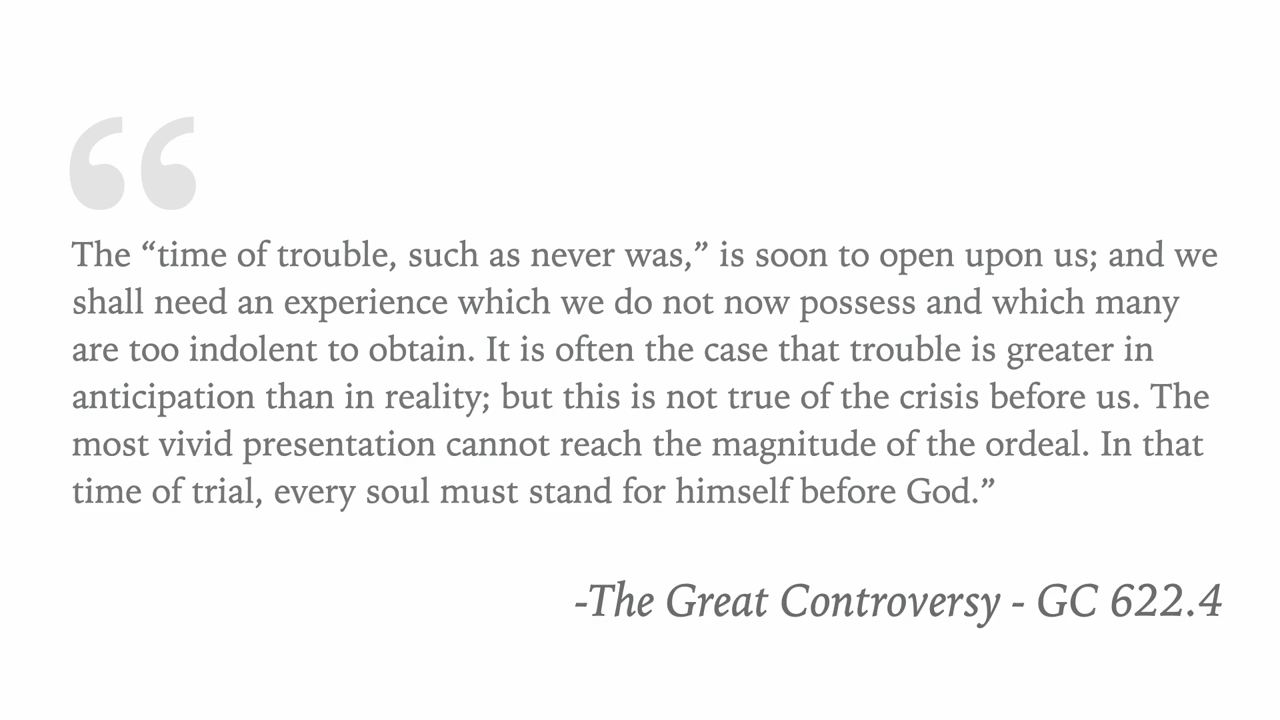 “
The “time of trouble, such as never was,” is soon to open upon us; and we
shall need an experience which we do not now possess and which many
are too indolent to obtain. It is often the case that trouble is greater in
anticipation than in reality; but this is not true of the crisis before us. The
most vivid presentation cannot reach the magnitude of the ordeal. In that
time of trial, every soul must stand for himself before God.”
-The Great Controversy - GC 622.4